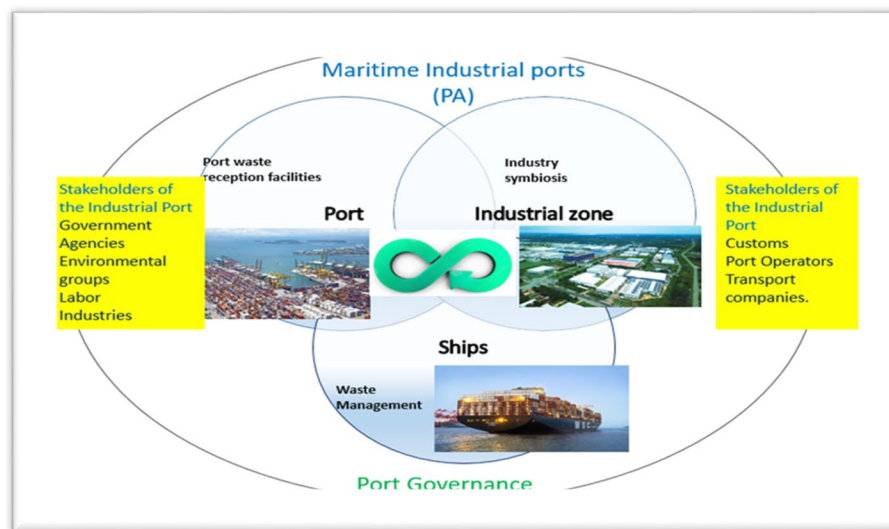 Maritime Industrial ports
(PA)
Port waste
reception facilities
Industry
symbiosis
Stakeholders of
the Industrial Port
Government
Agencies
Environmental
groups
Labor
Industries
Port
Industrial zone
Stakeholders of
the Industrial
Port
Customs
Port Operators
Transport
companies.
Ships
Waste
Management
Port Governance